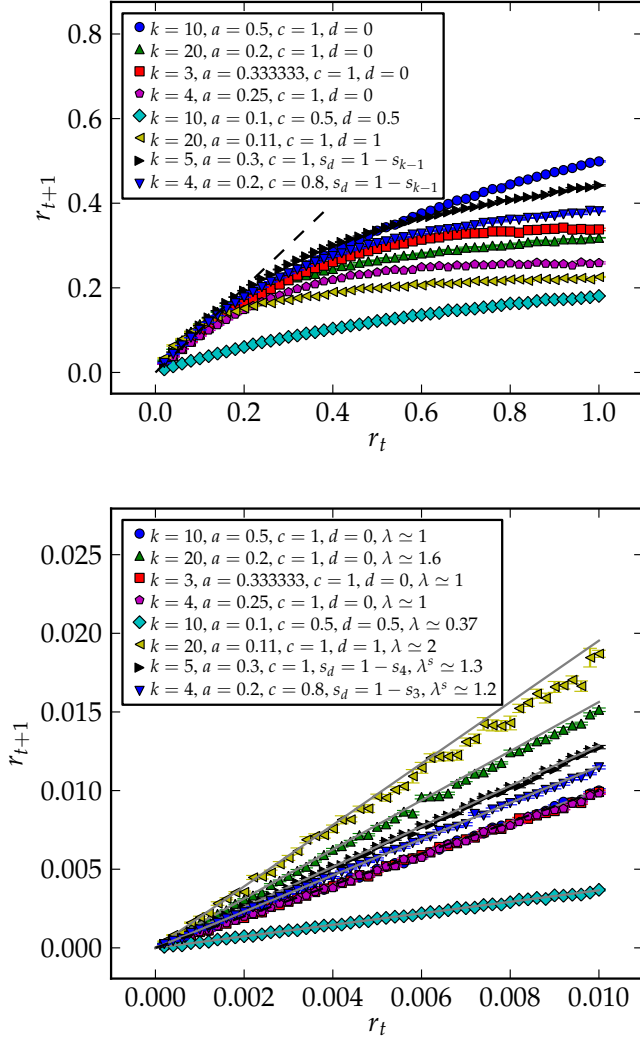 0.8
0.6
0.4
0.2
0.0
r_{t+1}
k = 10, a = 0.5, c = 1, d = 0
k = 20, a = 0.2, c = 1, d = 0
k = 3, a = 0.333333, c = 1, d = 0
k = 4, a = 0.25, c = 1, d = 0
k = 10, a = 0.1, c = 0.5, d = 0.5
k = 20, a = 0.11, c = 1, d = 1
k = 5, a = 0.3, c = 1, s_d = 1 − s_{k−1}
k = 4, a = 0.2, c = 0.8, s_d = 1 − s_{k−1}
0.0 0.2 0.4 0.6 0.8 1.0
r_t
0.025
0.020
0.015
0.010
0.005
0.000
r_{t+1}
k = 10, a = 0.5, c = 1, d = 0, λ ≃ 1
k = 20, a = 0.2, c = 1, d = 0, λ ≃ 1.6
k = 3, a = 0.333333, c = 1, d = 0, λ ≃ 1
k = 4, a = 0.25, c = 1, d = 0, λ ≃ 1
k = 10, a = 0.1, c = 0.5, d = 0.5, λ ≃ 0.37
k = 20, a = 0.11, c = 1, d = 1, λ ≃ 2
k = 5, a = 0.3, c = 1, s_d = 1 − s_4, λ^s ≃ 1.3
k = 4, a = 0.2, c = 0.8, s_d = 1 − s_3, λ^s ≃ 1.2
0.000 0.002 0.004 0.006 0.008 0.010
r_t